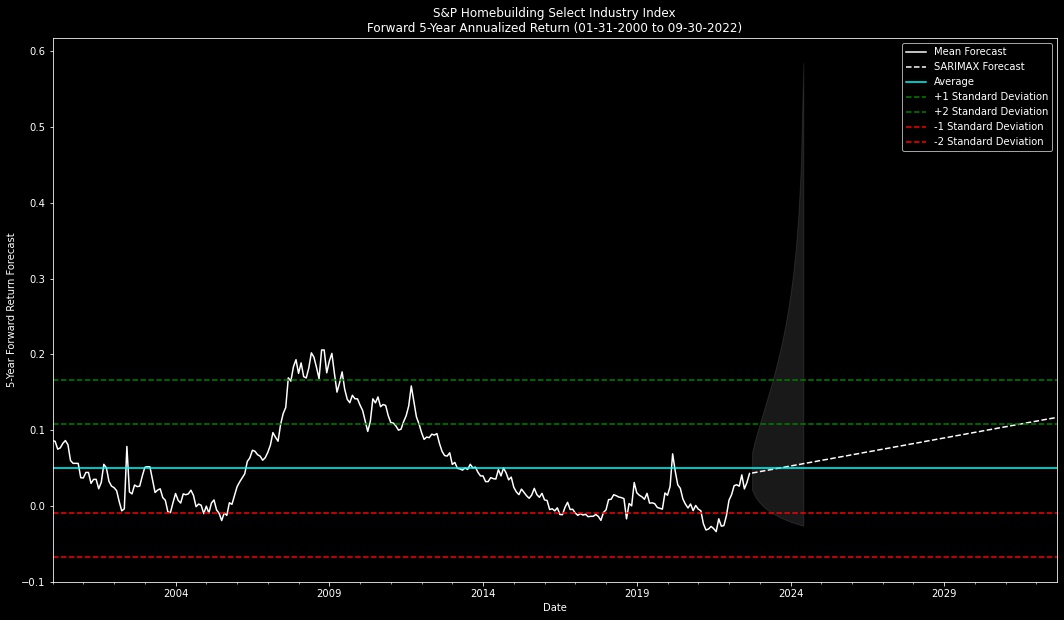 S&P Homebuilding Select Industry Index
Forward 5-Year Annualized Return (01-31-2000 to 09-30-2022)
Mean Forecast
SARIMAX Forecast
Average
+1 Standard Deviation
+2 Standard Deviation
-1 Standard Deviation
-2 Standard Deviation
5-Year Forward Return Forecast
0.6
0.5
0.4
0.3
0.2
0.1
0.0
-0.1
2004
2009
2014
2019
2024
2029
Date